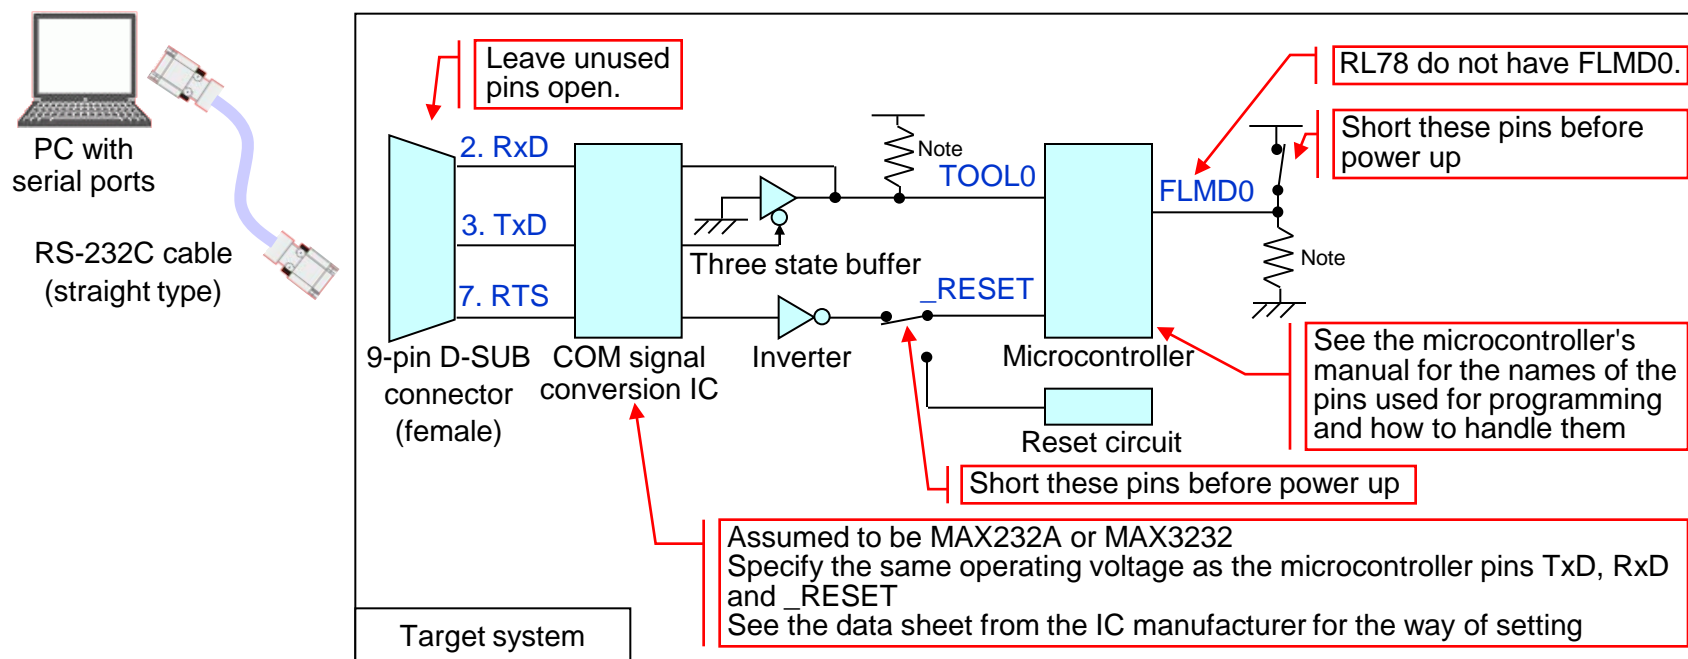 PC with
serial ports
RS-232C cable
(straight type)
Leave unused
pins open.
RL78 do not have FLMD0.
Short these pins before
power up
2. RxD
Note
TOOL0
FLMD0
3. TxD
Three state buffer
Note
7. RTS
_RESET
9-pin D-SUB
connector
(female)
COM signal
conversion IC
Inverter
Microcontroller
See the microcontroller's
manual for the names of the
pins used for programming
and how to handle them
Reset circuit
Short these pins before power up
Assumed to be MAX232A or MAX3232
Specify the same operating voltage as the microcontroller pins TxD, RxD
and _RESET
See the data sheet from the IC manufacturer for the way of setting
Target system